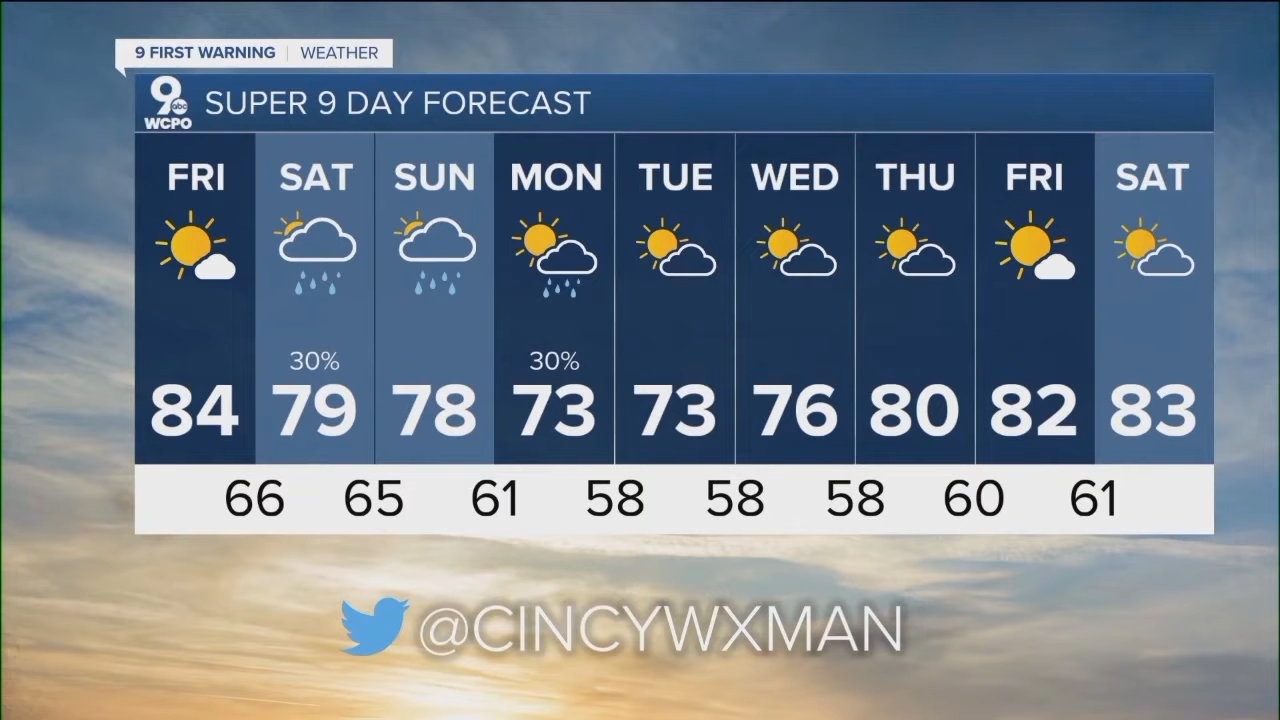 9 FIRST WARNING | WEATHER
9 abc
WCPO
SUPER 9 DAY FORECAST
FRI SAT SUN MON TUE WED THU FRI SAT
30% 30%
84 79 78 73 73 76 80 82 83
66 65 61 58 58 58 60 61
@CINCYWXMAN